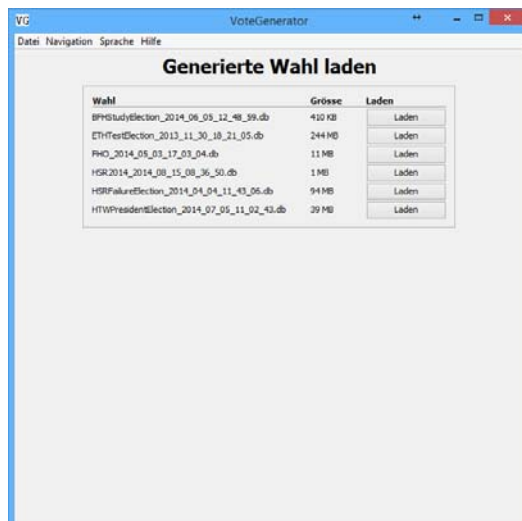 VG VoteGenerator
Datei Navigation Sprache Hilfe
Generierte Wahl laden
Wahl Grösse Laden
BFHStudyElection_2014_06_05_12_48_59.db 410 KB Laden
ETHTestElection_2013_11_30_18_21_05.db 244 MB Laden
FHO_2014_05_03_17_03_04.db 11 MB Laden
HSR2014_2014_08_15_08_36_50.db 1 MB Laden
HSRFailureElection_2014_04_04_11_43_06.db 94 MB Laden
HTWPresidentElection_2014_07_05_11_02_43.db 39 MB Laden